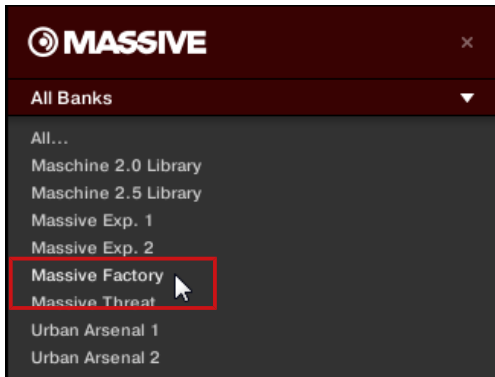 MASSIVE
All Banks
All...
Maschine 2.0 Library
Maschine 2.5 Library
Massive Exp. 1
Massive Exp. 2
Massive Factory
Massive Threat
Urban Arsenal 1
Urban Arsenal 2